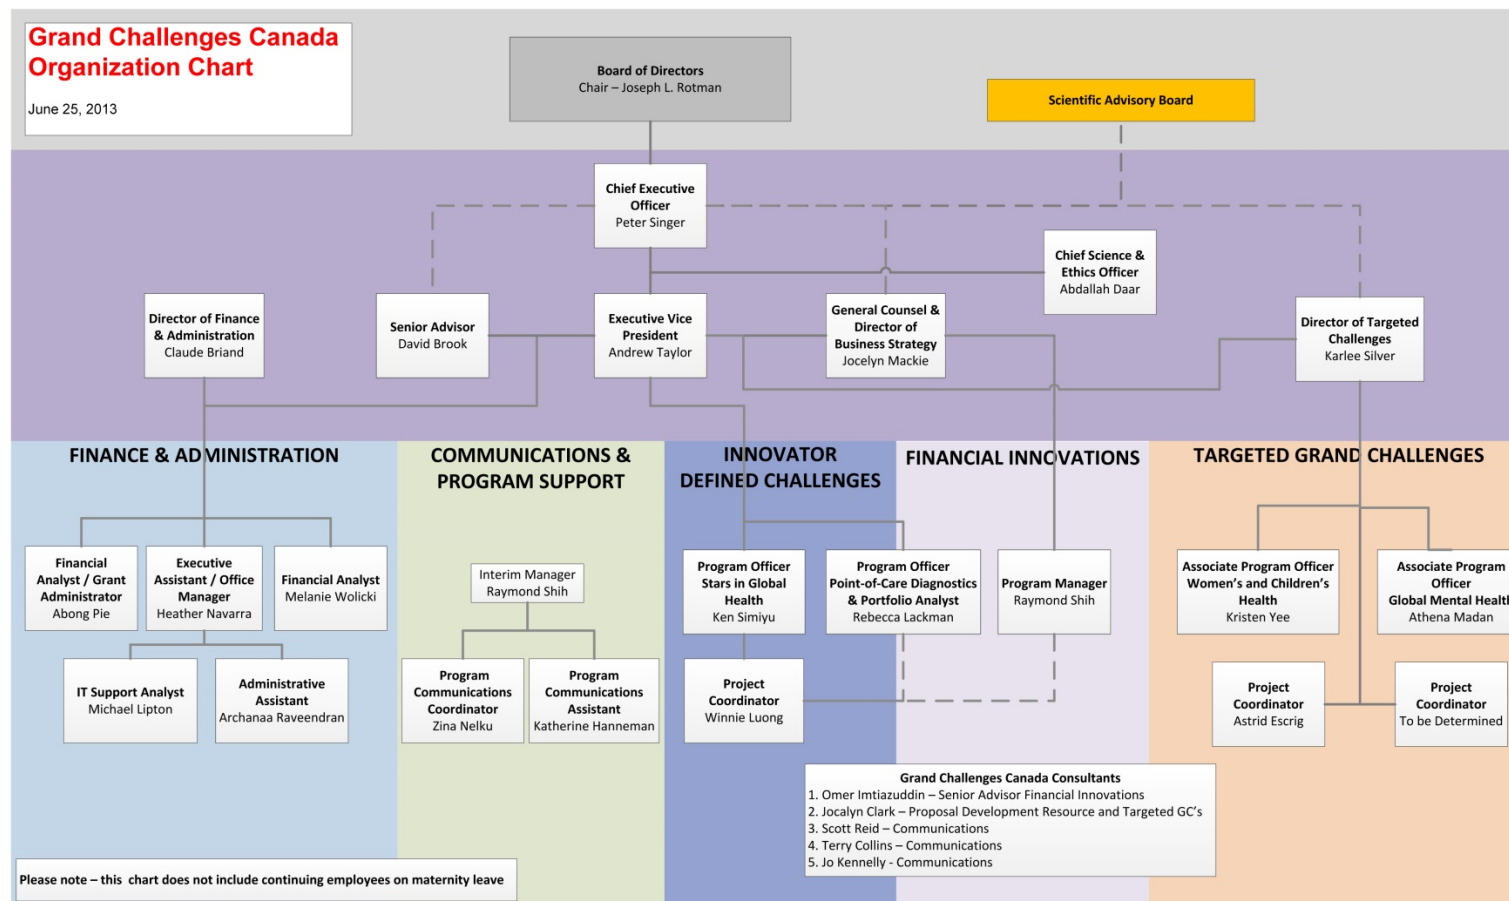 Grand Challenges Canada
Organization Chart
June 25, 2013
Board of Directors
Chair – Joseph L. Rotman
Scientific Advisory Board
Chief Executive
Officer
Peter Singer
Chief Science &
Ethics Officer
Abdallah Daar
Director of Finance
& Administration
Claude Briand
Senior Advisor
David Brook
Executive Vice
President
Andrew Taylor
General Counsel &
Director of
Business Strategy
Jocelyn Mackie
Director of Targeted
Challenges
Karlee Silver
FINANCE & ADMINISTRATION
COMMUNICATIONS &
PROGRAM SUPPORT
INNOVATOR
DEFINED CHALLENGES
FINANCIAL INNOVATIONS
TARGETED GRAND CHALLENGES
Financial
Analyst / Grant
Administrator
Abong Pie
Executive
Assistant / Office
Manager
Heather Navarra
Financial Analyst
Melanie Wolicki
Interim Manager
Raymond Shih
Program Officer
Stars in Global
Health
Ken Simiyu
Program Officer
Point-of-Care Diagnostics
& Portfolio Analyst
Rebecca Lackman
Program Manager
Raymond Shih
Associate Program Officer
Women's and Children's
Health
Kristen Yee
Associate Program
Officer
Global Mental Health
Athena Madan
IT Support Analyst
Michael Lipton
Administrative
Assistant
Archanaa Raveendran
Program
Communications
Coordinator
Zina Nelku
Program
Communications
Assistant
Katherine Hanneman
Project
Coordinator
Winnie Luong
Project
Coordinator
Astrid Escrig
Project
Coordinator
To be Determined
Grand Challenges Canada Consultants
1. Omer Imtiazuddin – Senior Advisor Financial Innovations
2. Jocalyn Clark – Proposal Development Resource and Targeted GC's
3. Scott Reid – Communications
4. Terry Collins – Communications
5. Jo Kennelly - Communications
Please note – this chart does not include continuing employees on maternity leave